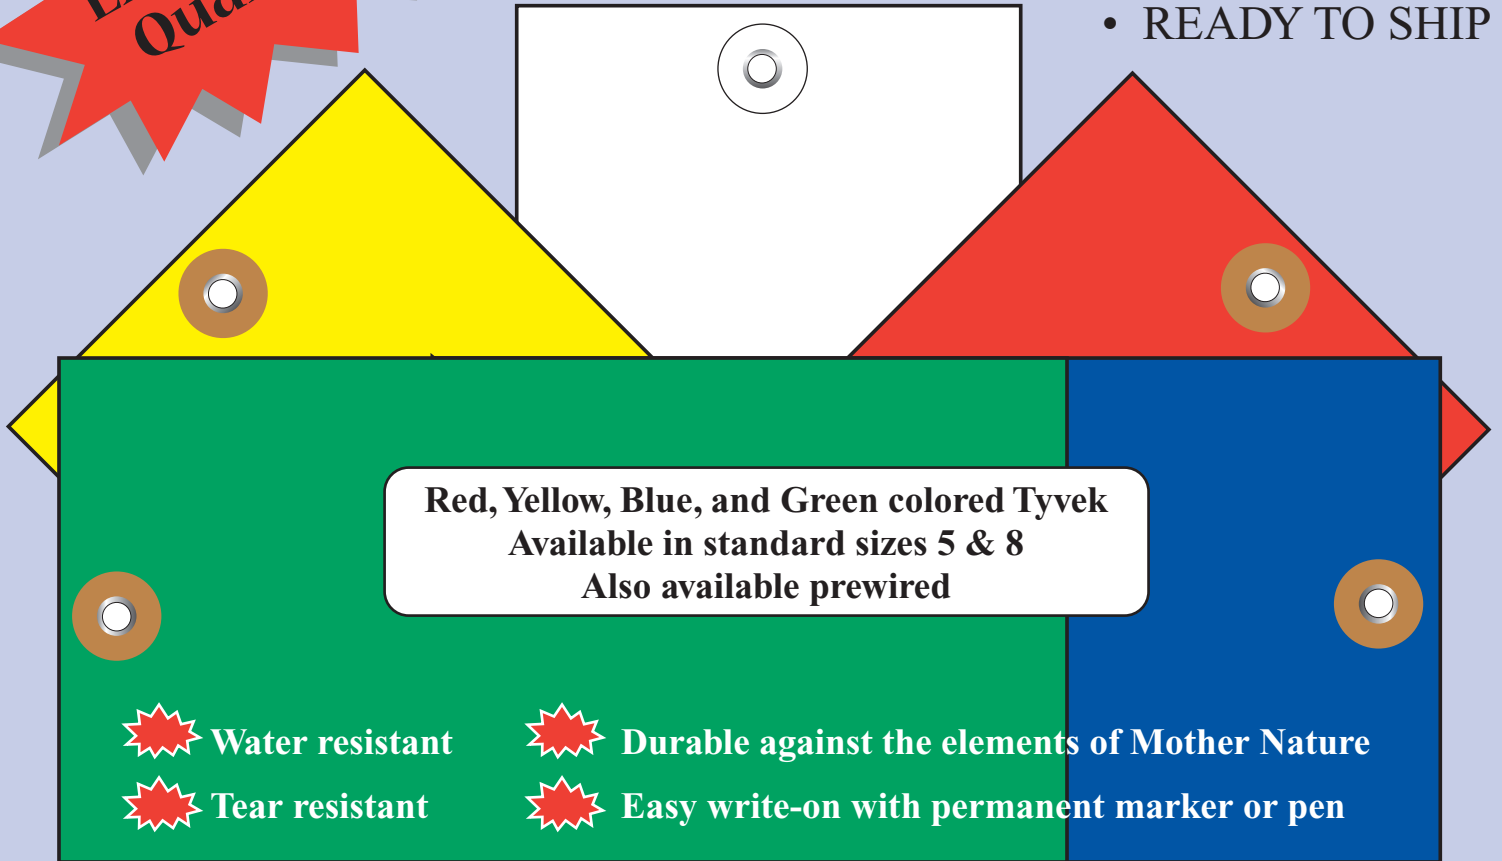 • READY TO SHIP
Red, Yellow, Blue, and Green colored Tyvek
Available in standard sizes 5 & 8
Also available prewired
Water resistant
Durable against the elements of Mother Nature
Tear resistant
Easy write-on with permanent marker or pen